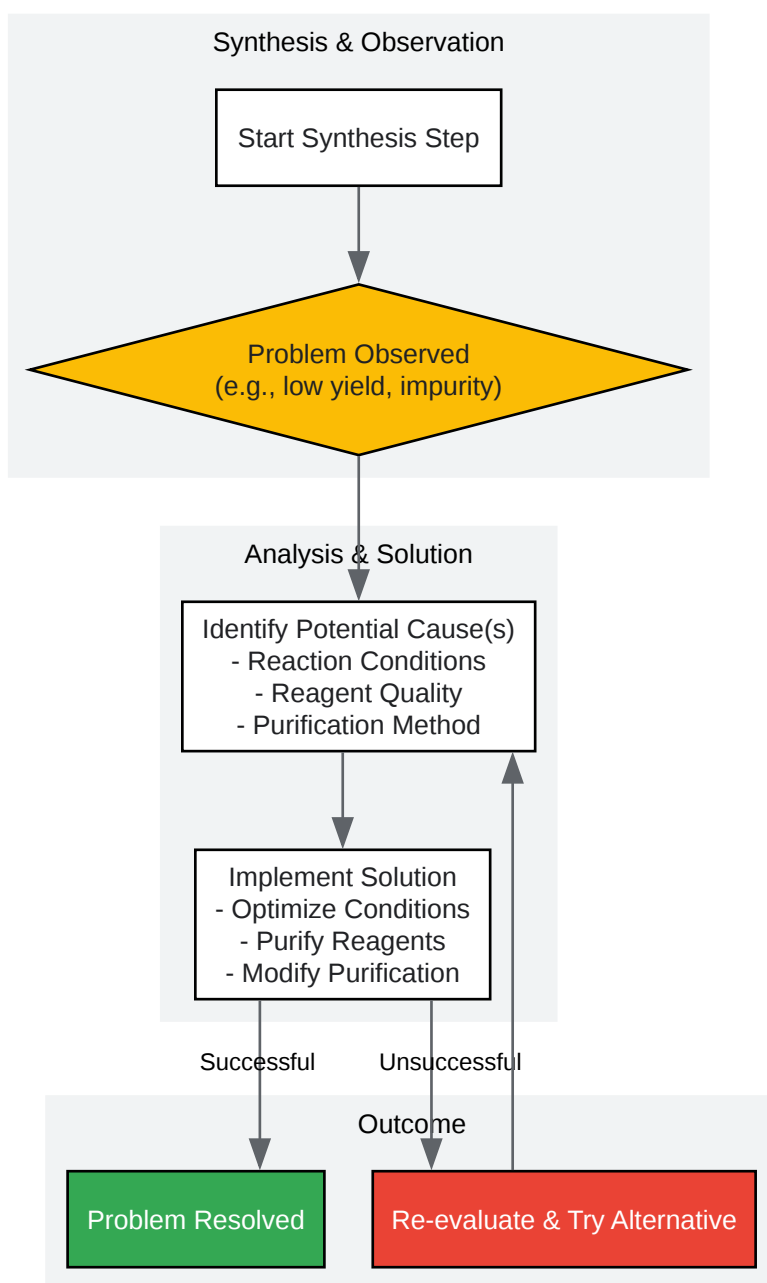 Synthesis & Observation
Start Synthesis Step
Problem Observed
(e.g., low yield, impurity)
Analysis & Solution
Identify Potential Cause(s)
- Reaction Conditions
- Reagent Quality
- Purification Method
Implement Solution
- Optimize Conditions
- Purify Reagents
- Modify Purification
Successful
Unsuccessful
Outcome
Problem Resolved
Re-evaluate & Try Alternative